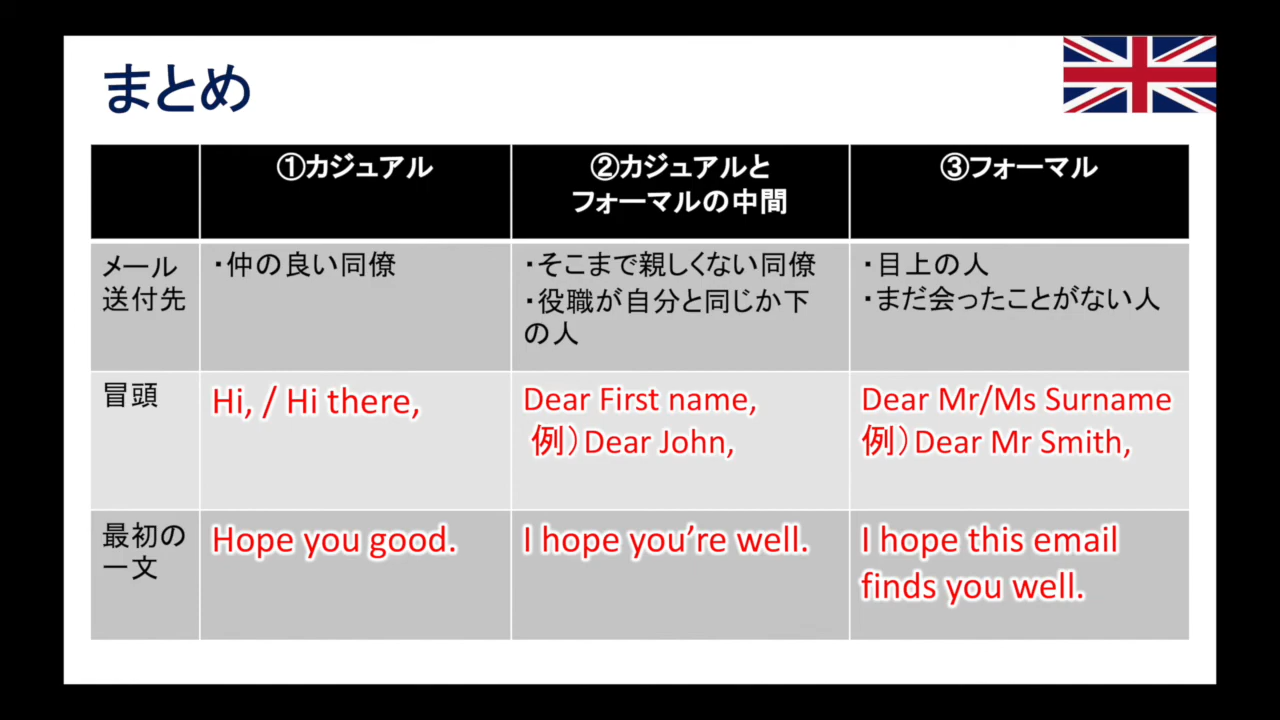 まとめ
①カジュアル
②カジュアルと
フォーマルの中間
③フォーマル
メール
送付先
・仲の良い同僚
・そこまで親しくない同僚
・役職が自分と同じか下
の人
・目上の人
・まだ会ったことがない人
冒頭
Hi, / Hi there,
Dear First name,
例）Dear John,
Dear Mr/Ms Surname
例）Dear Mr Smith,
最初の
一文
Hope you good.
I hope you’re well.
I hope this email
finds you well.